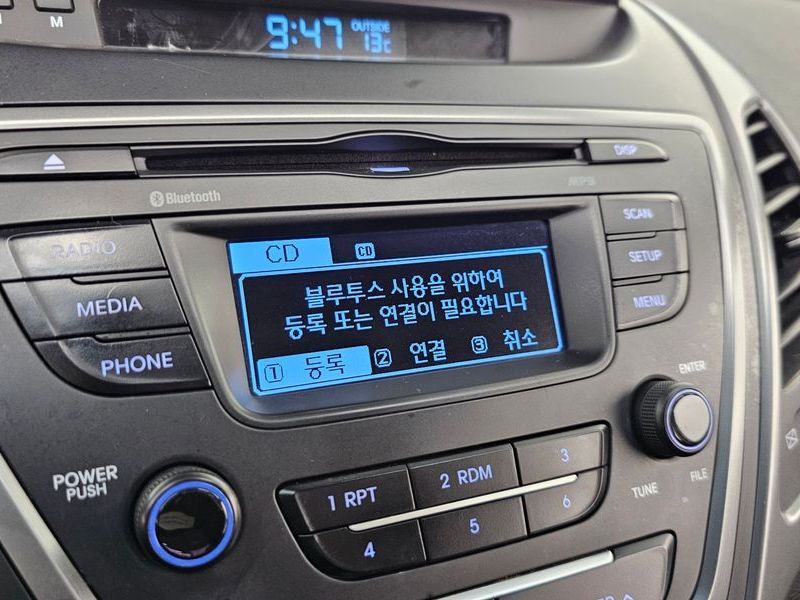 M
9:47 OUTSIDE 13c
DISP
Bluetooth
MP3
RADIO
SCAN
CD CD
MEDIA
블루투스 사용을 위하여
등록 또는 연결이 필요합니다
① 등록 ② 연결 ③ 취소
SETUP
MENU
PHONE
ENTER
POWER
PUSH
1 RPT 2 RDM 3
4 5 6
TUNE FILE